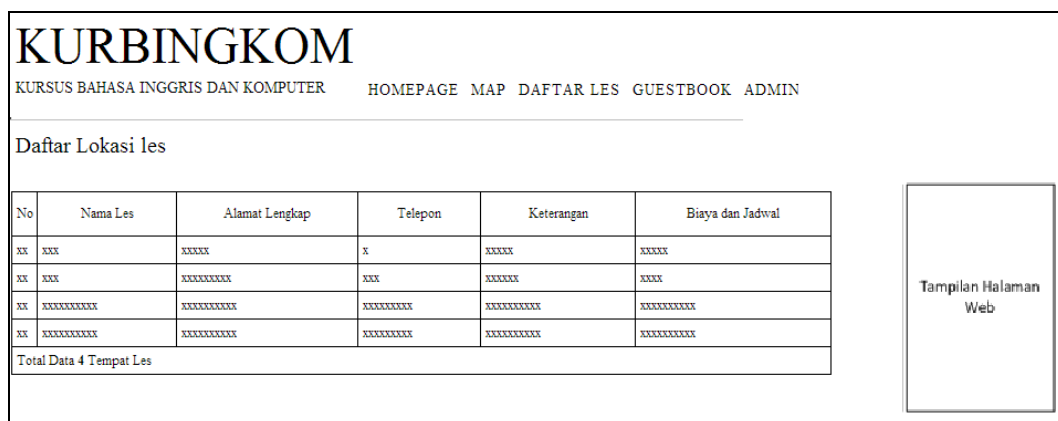 KURBINGKOM
KURSUS BAHASA INGGRIS DAN KOMPUTER HOMEPAGE MAP DAFTAR LES GUESTBOOK ADMIN
Daftar Lokasi les
No Nama Les Alamat Lengkap Telepon Keterangan Biaya dan Jadwal
xx xxx xxxxx x xxxxx xxxxx
xx xxx xxxxxxxxx xxx xxxxxx xxxx
xx xxxxxxxxxx xxxxxxxxxx xxxxxxxxx xxxxxxxxxx xxxxxxxxxx
xx xxxxxxxxxx xxxxxxxxxx xxxxxxxxx xxxxxxxxxx xxxxxxxxxx
Total Data 4 Tempat Les
Tampilan Halaman
Web